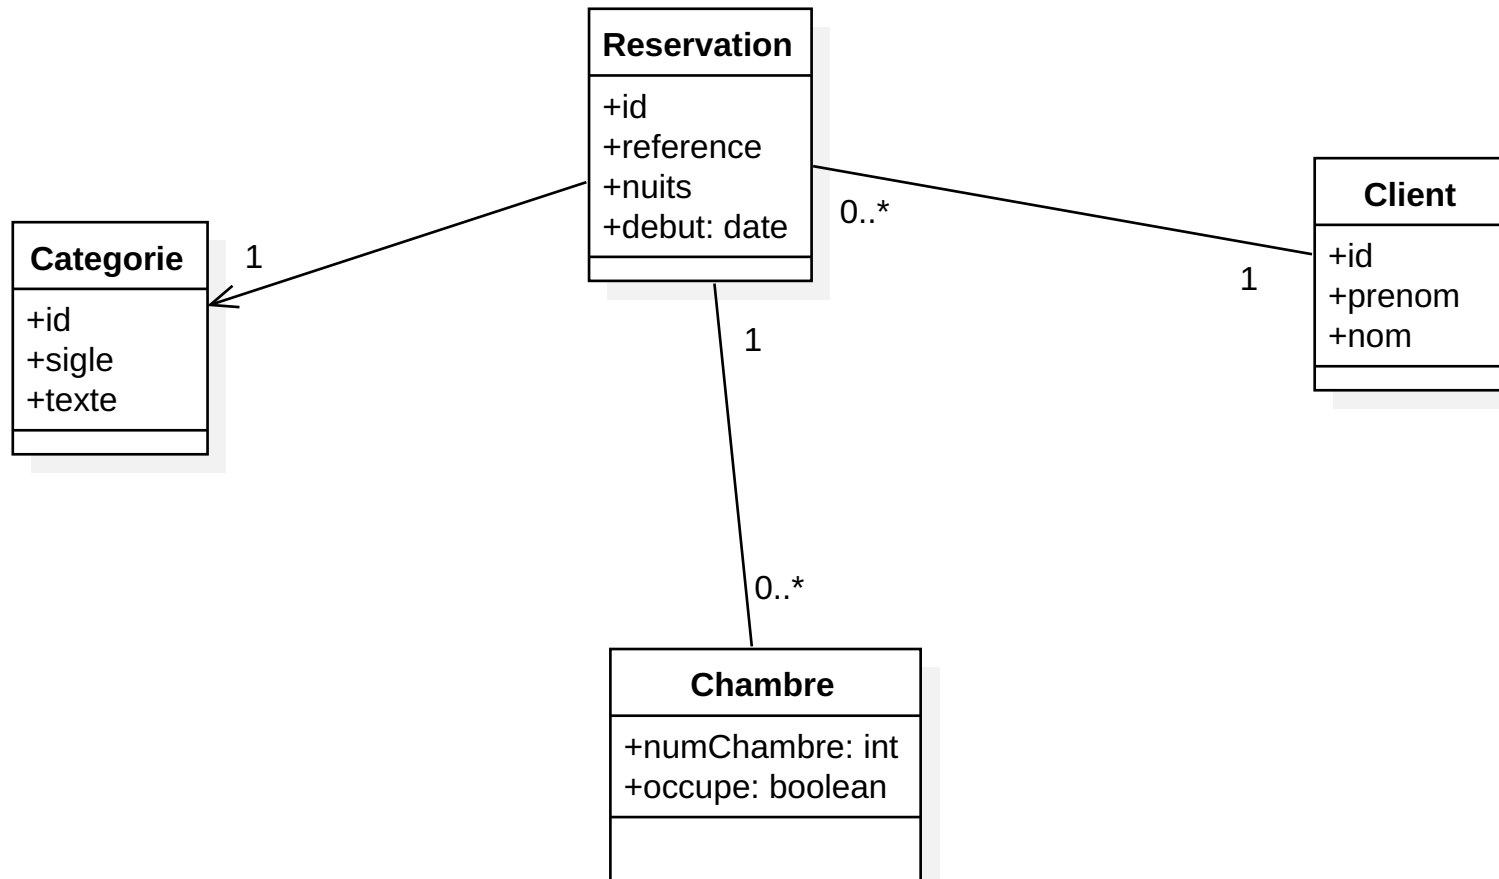 Reservation
+id
+reference
+nuits
+debut: date
0..*
1
Client
+id
+prenom
+nom
1
Categorie
+id
+sigle
+texte
1
0..*
Chambre
+numChambre: int
+occupe: boolean